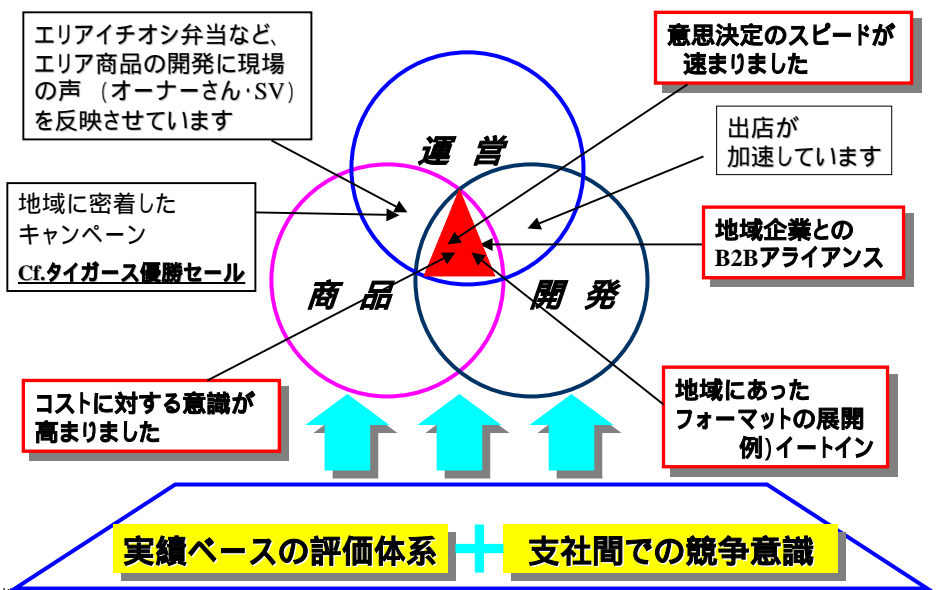 エリアイチオシ弁当など、
エリア商品の開発に現場
の声 (オーナーさん・SV)
を反映させています
意思決定のスピードが
速まりました
出店が
加速しています
運 営
地域に密着した
キャンペーン
Cf.タイガース優勝セール
地域企業との
B2Bアライアンス
商 品
開 発
コストに対する意識が
高まりました
地域にあった
フォーマットの展開
例)イートイン
実績ベースの評価体系
+
支社間での競争意識